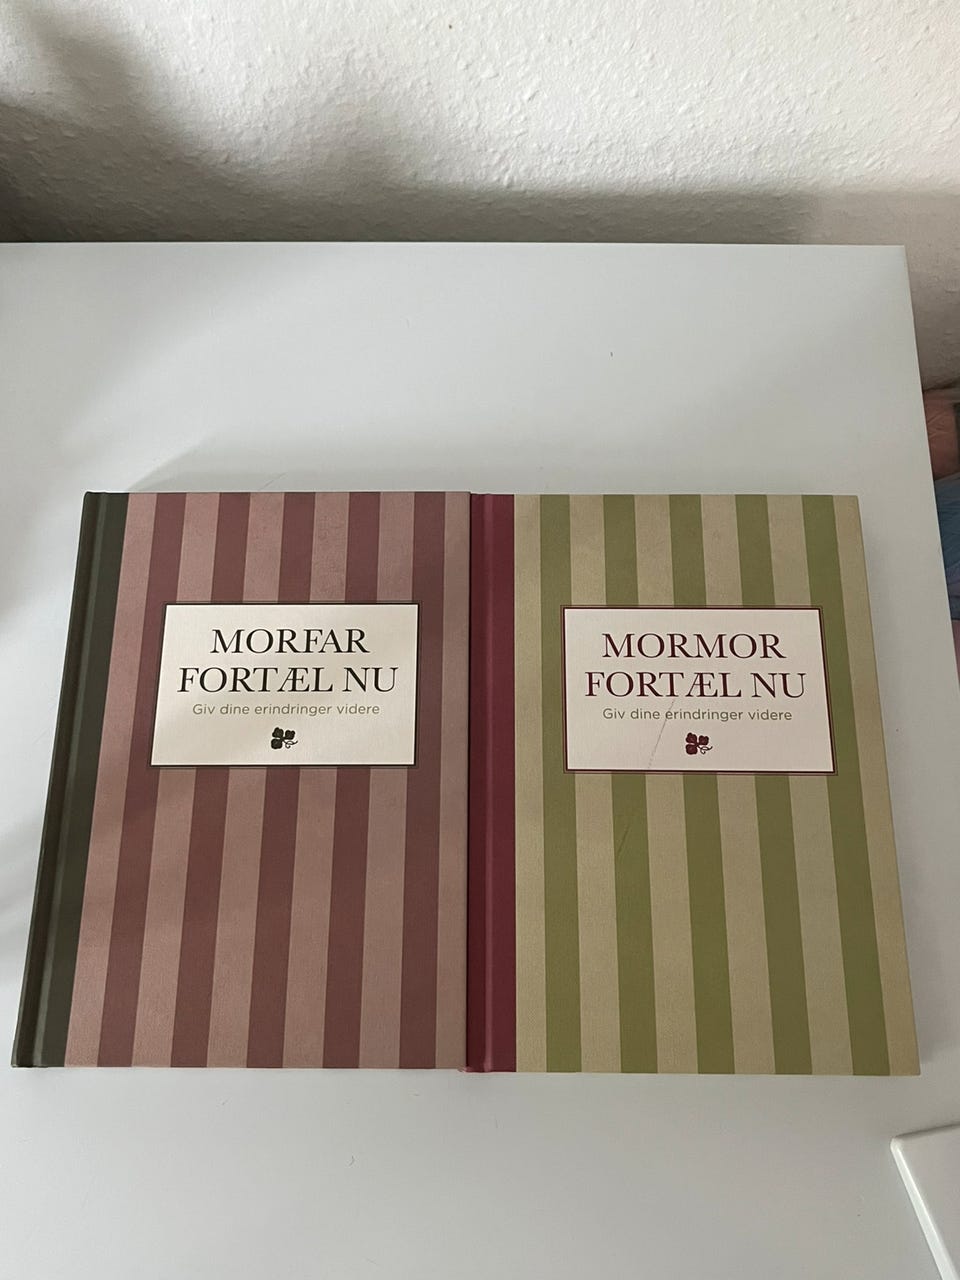 MORFAR
FORTÆL NU
Giv dine erindringer videre
MORMOR
FORTÆL NU
Giv dine erindringer videre